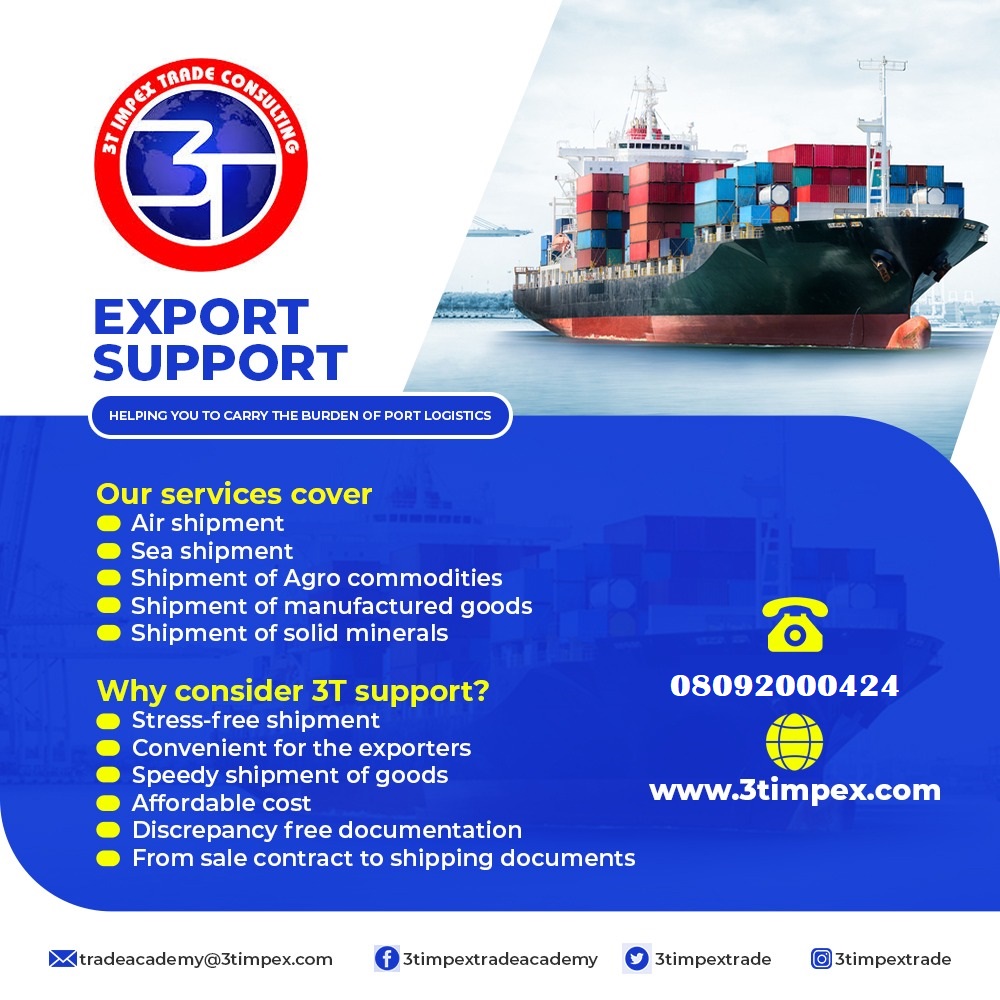 3T IMPEX TRADE CONSULTING
3T
EXPORT
SUPPORT
HELPING YOU TO CARRY THE BURDEN OF PORT LOGISTICS
Our services cover
Air shipment
Sea shipment
Shipment of Agro commodities
Shipment of manufactured goods
Shipment of solid minerals
Why consider 3T support?
Stress-free shipment
Convenient for the exporters
Speedy shipment of goods
Affordable cost
Discrepancy free documentation
From sale contract to shipping documents
08092000424
www.3timpex.com
tradeacademy@3timpex.com
3timpextradeacademy
3timpextrade
3timpextrade